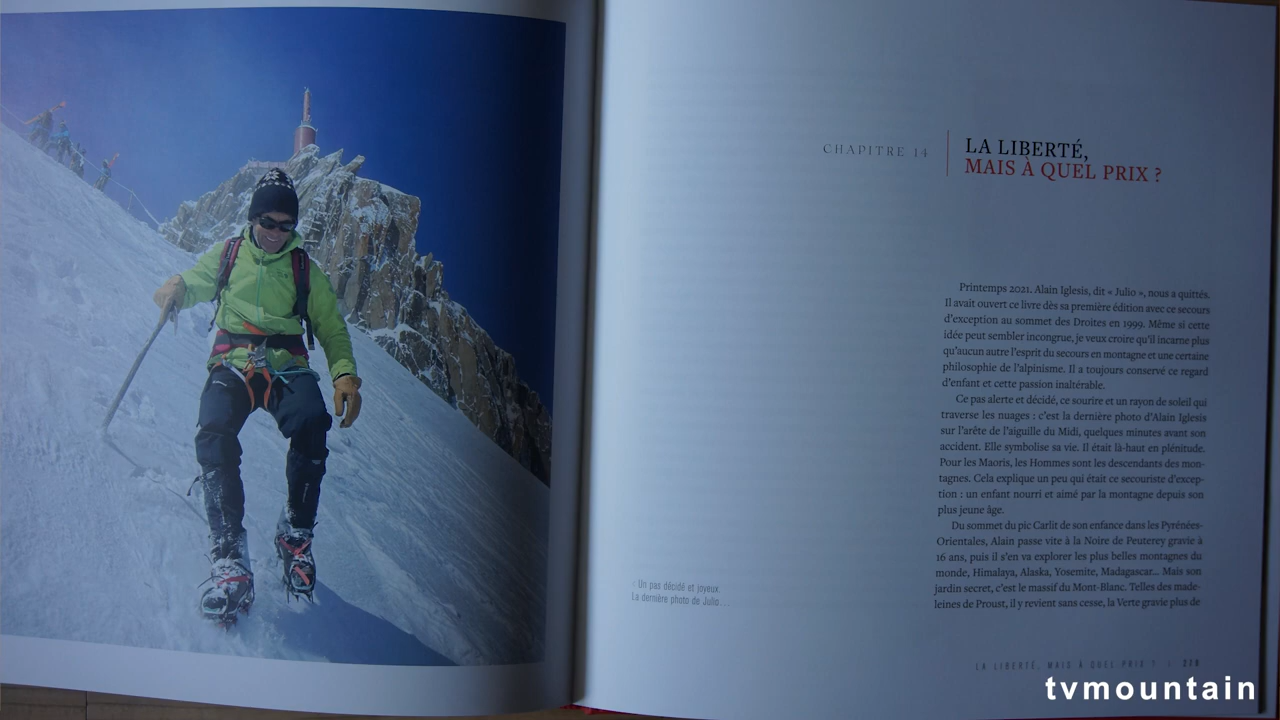 CHAPITRE 14
LA LIBERTÉ,
MAIS À QUEL PRIX ?
Printemps 2021. Alain Iglesis, dit « Julio », nous a quittés.
Il avait ouvert ce livre dès sa première édition avec ce secours
d'exception au sommet des Droites en 1999. Même si cette
idée peut sembler incongrue, je veux croire qu'il incarne plus
qu'aucun autre l'esprit du secours en montagne et une certaine
philosophie de l'alpinisme. Il a toujours conservé ce regard
d'enfant et cette passion inaltérable.
Ce pas alerte et décidé, ce sourire et un rayon de soleil qui
traverse les nuages : c'est la dernière photo d'Alain Iglesis
sur l'arête de l'aiguille du Midi, quelques minutes avant son
accident. Elle symbolise sa vie. Il était là-haut en plénitude.
Pour les Maoris, les Hommes sont les descendants des mon-
tagnes. Cela explique un peu qui était ce secouriste d'excep-
tion : un enfant nourri et aimé par la montagne depuis son
plus jeune âge.
Du sommet du pic Carlit de son enfance dans les Pyrénées-
Orientales, Alain passe vite à la Noire de Peuterey gravie à
16 ans, puis il s'en va explorer les plus belles montagnes du
monde, Himalaya, Alaska, Yosemite, Madagascar... Mais son
jardin secret, c'est le massif du Mont-Blanc. Telles des made-
leines de Proust, il y revient sans cesse, la Verte gravie plus de
Un pas décidé et joyeux.
La dernière photo de Julio...
LA LIBERTÉ, MAIS À QUEL PRIX ?
tvmountain